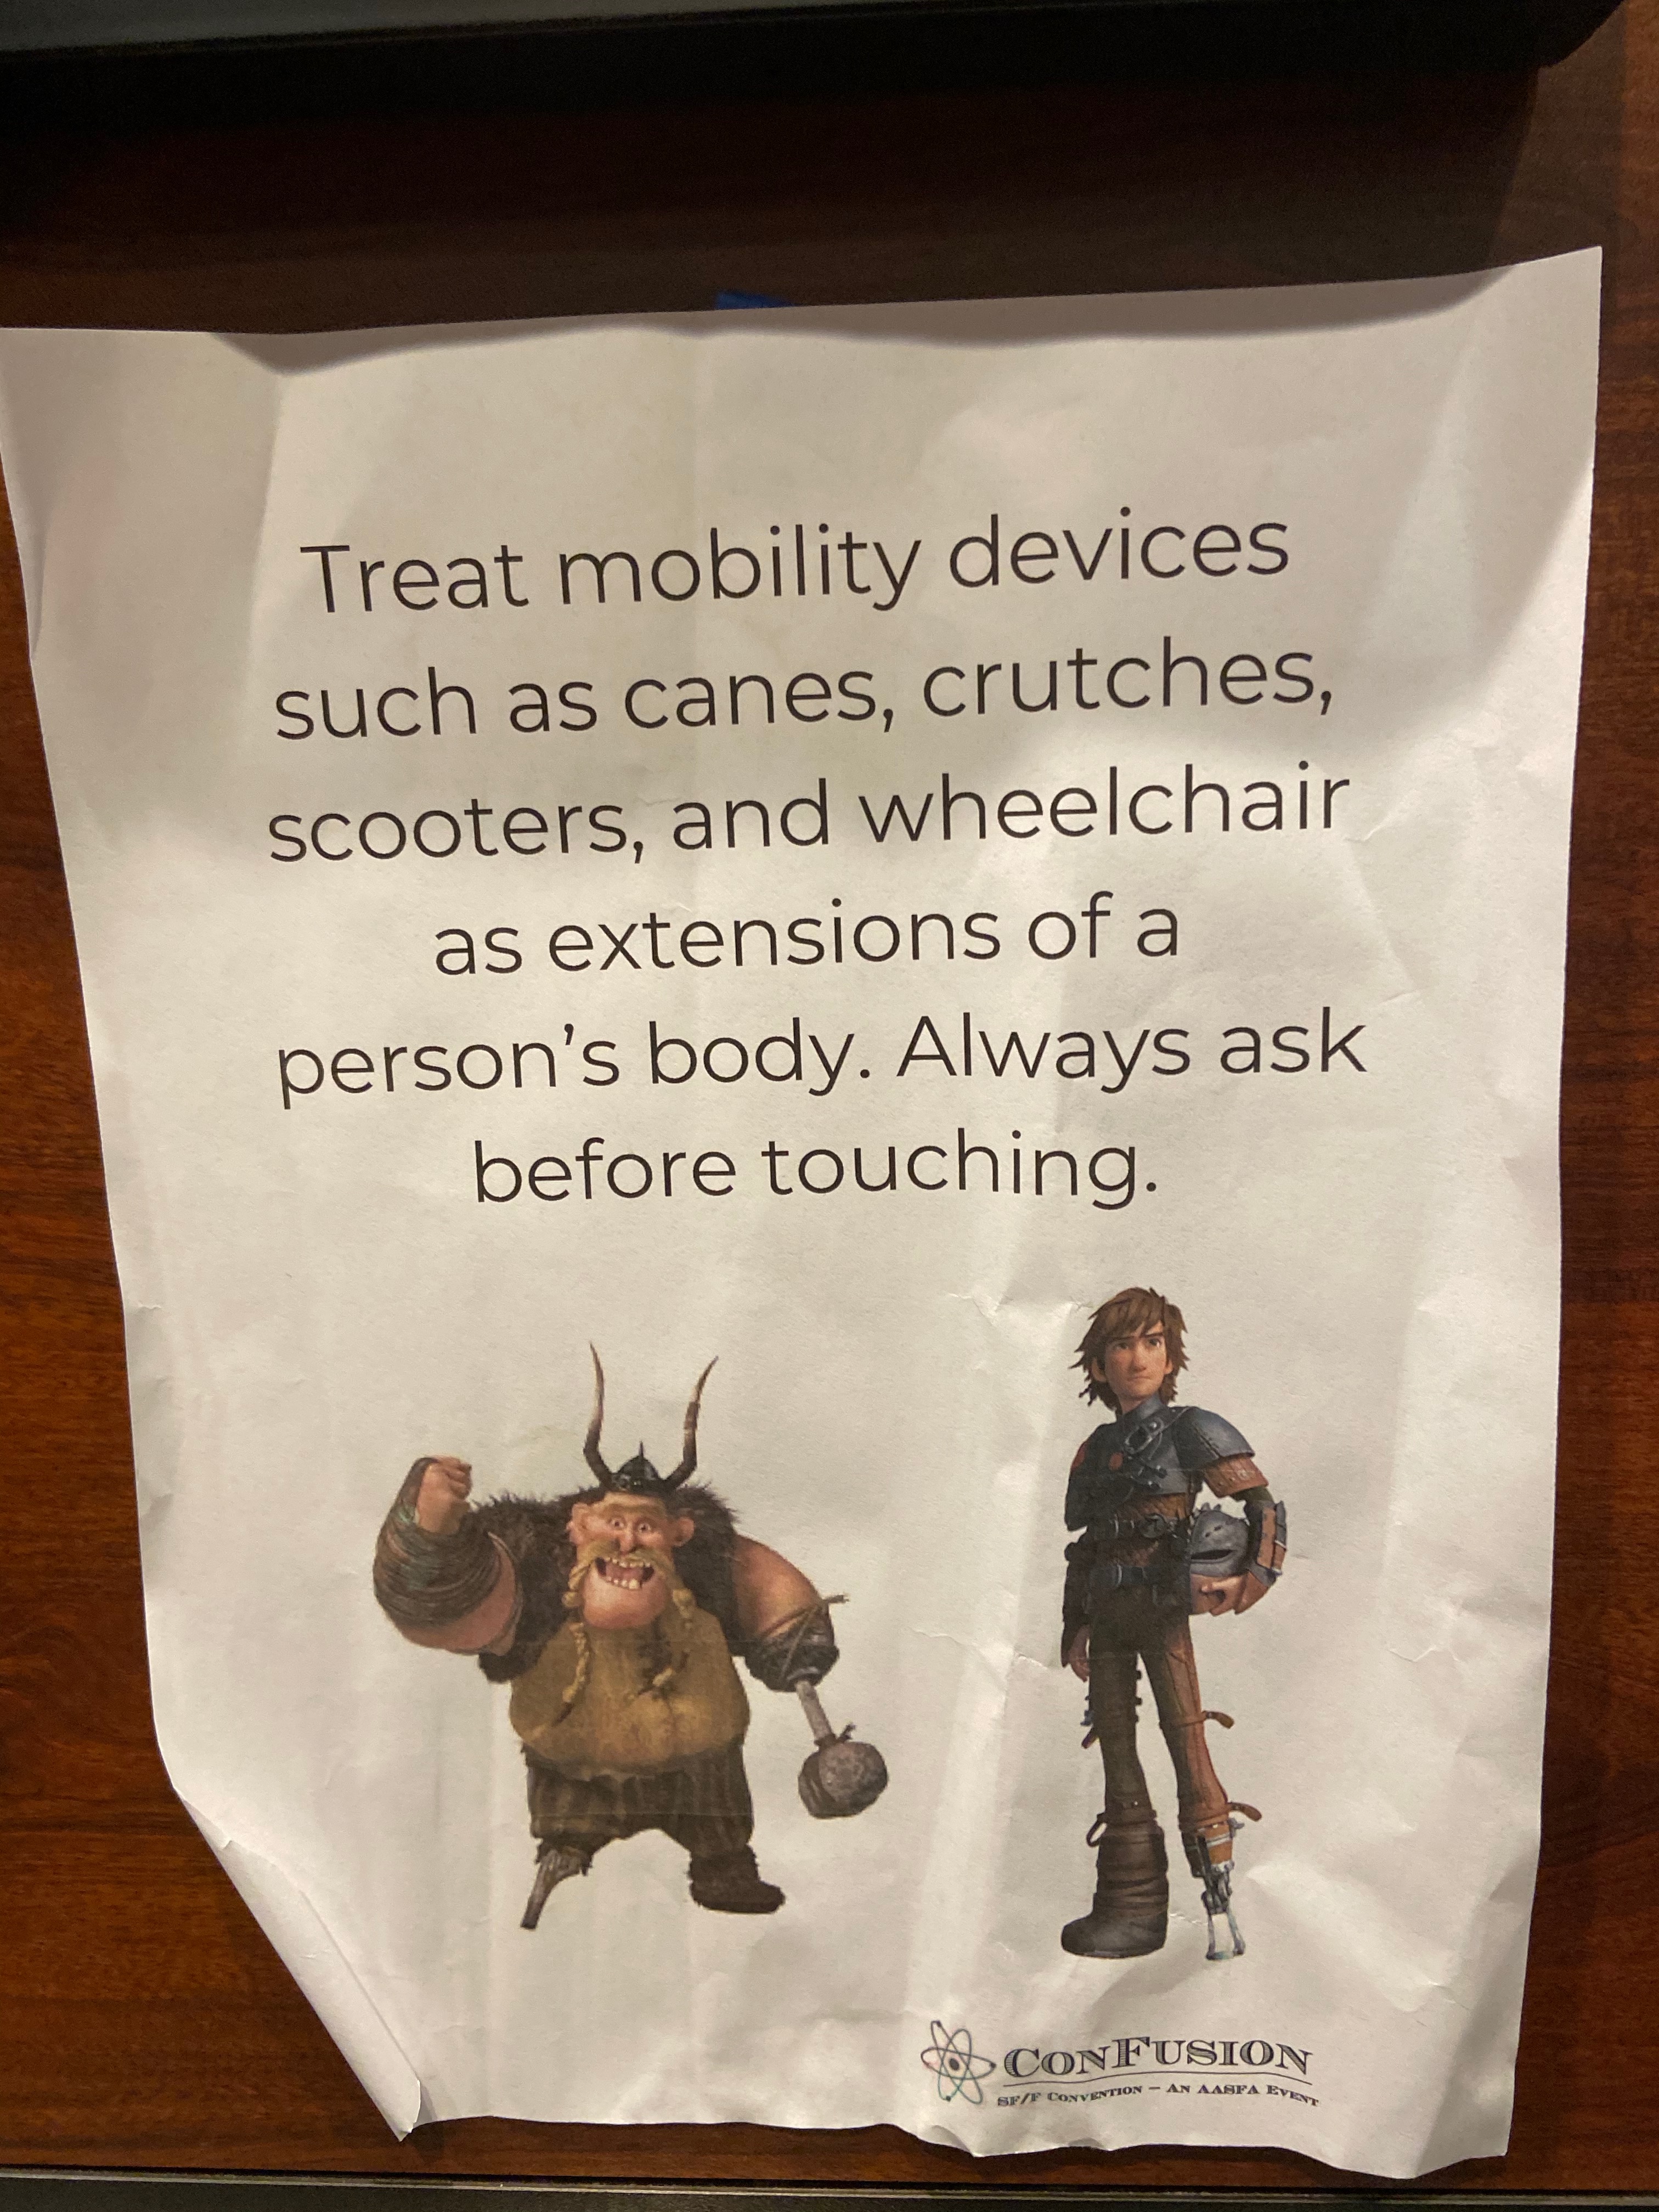 Treat mobility devices
such as canes, crutches,
scooters, and wheelchair
as extensions of a
person's body. Always ask
before touching.
CONFUSION
SF/F CONVENTION – AN AASFA EVENT